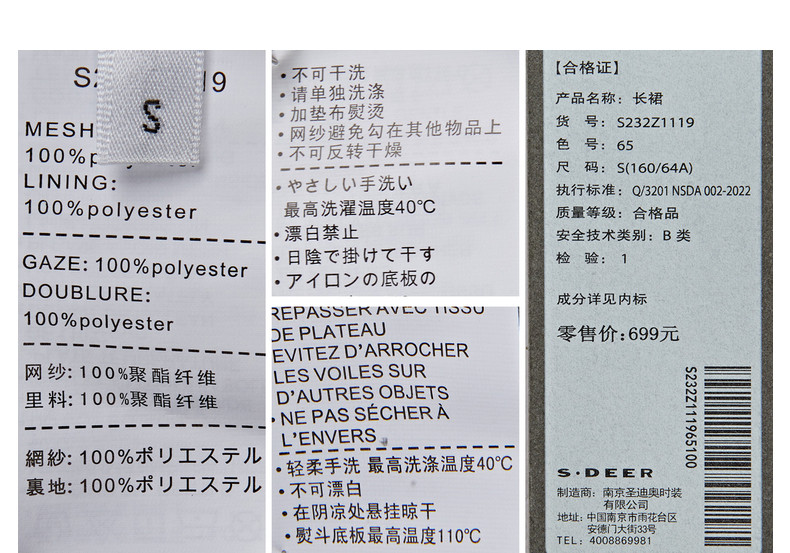 S
MESH
100%
LINING:
100%polyester
GAZE: 100%polyester
DOUBLURE:
100%polyester
网纱: 100%聚酯纤维
里料: 100%聚酯纤维
網紗: 100%ポリエステル
裏地: 100%ポリエステル
• 不可干洗
• 请单独洗涤
• 加垫布熨烫
• 网纱避免勾在其他物品上
• 不可反转干燥
• やさしい手洗い
最高洗濯温度40℃
• 漂白禁止
• 日陰で掛けて干す
• アイロンの底板の
REPASSER AVEC TISSU
DE PLATEAU
EVITEZ D'ARROCHER
LES VOILES SUR
D'AUTRES OBJETS
• NE PAS SÉCHER À
L'ENVERS
• 轻柔手洗 最高洗涤温度40℃
• 不可漂白
• 在阴凉处悬挂晾干
• 熨斗底板最高温度110℃
【合格证】
产品名称: 长裙
货 号: S232Z1119
色 号: 65
尺 码: S(160/64A)
执行标准: Q/3201 NSDA 002-2022
质量等级: 合格品
安全技术类别: B 类
检 验: 1
成分详见内标
零售价:699元
S232Z111965100
S·DEER
制造商: 南京圣迪奥时装
有限公司
地址: 中国南京市雨花台区
安德门大街33号
TEL: 4008869981